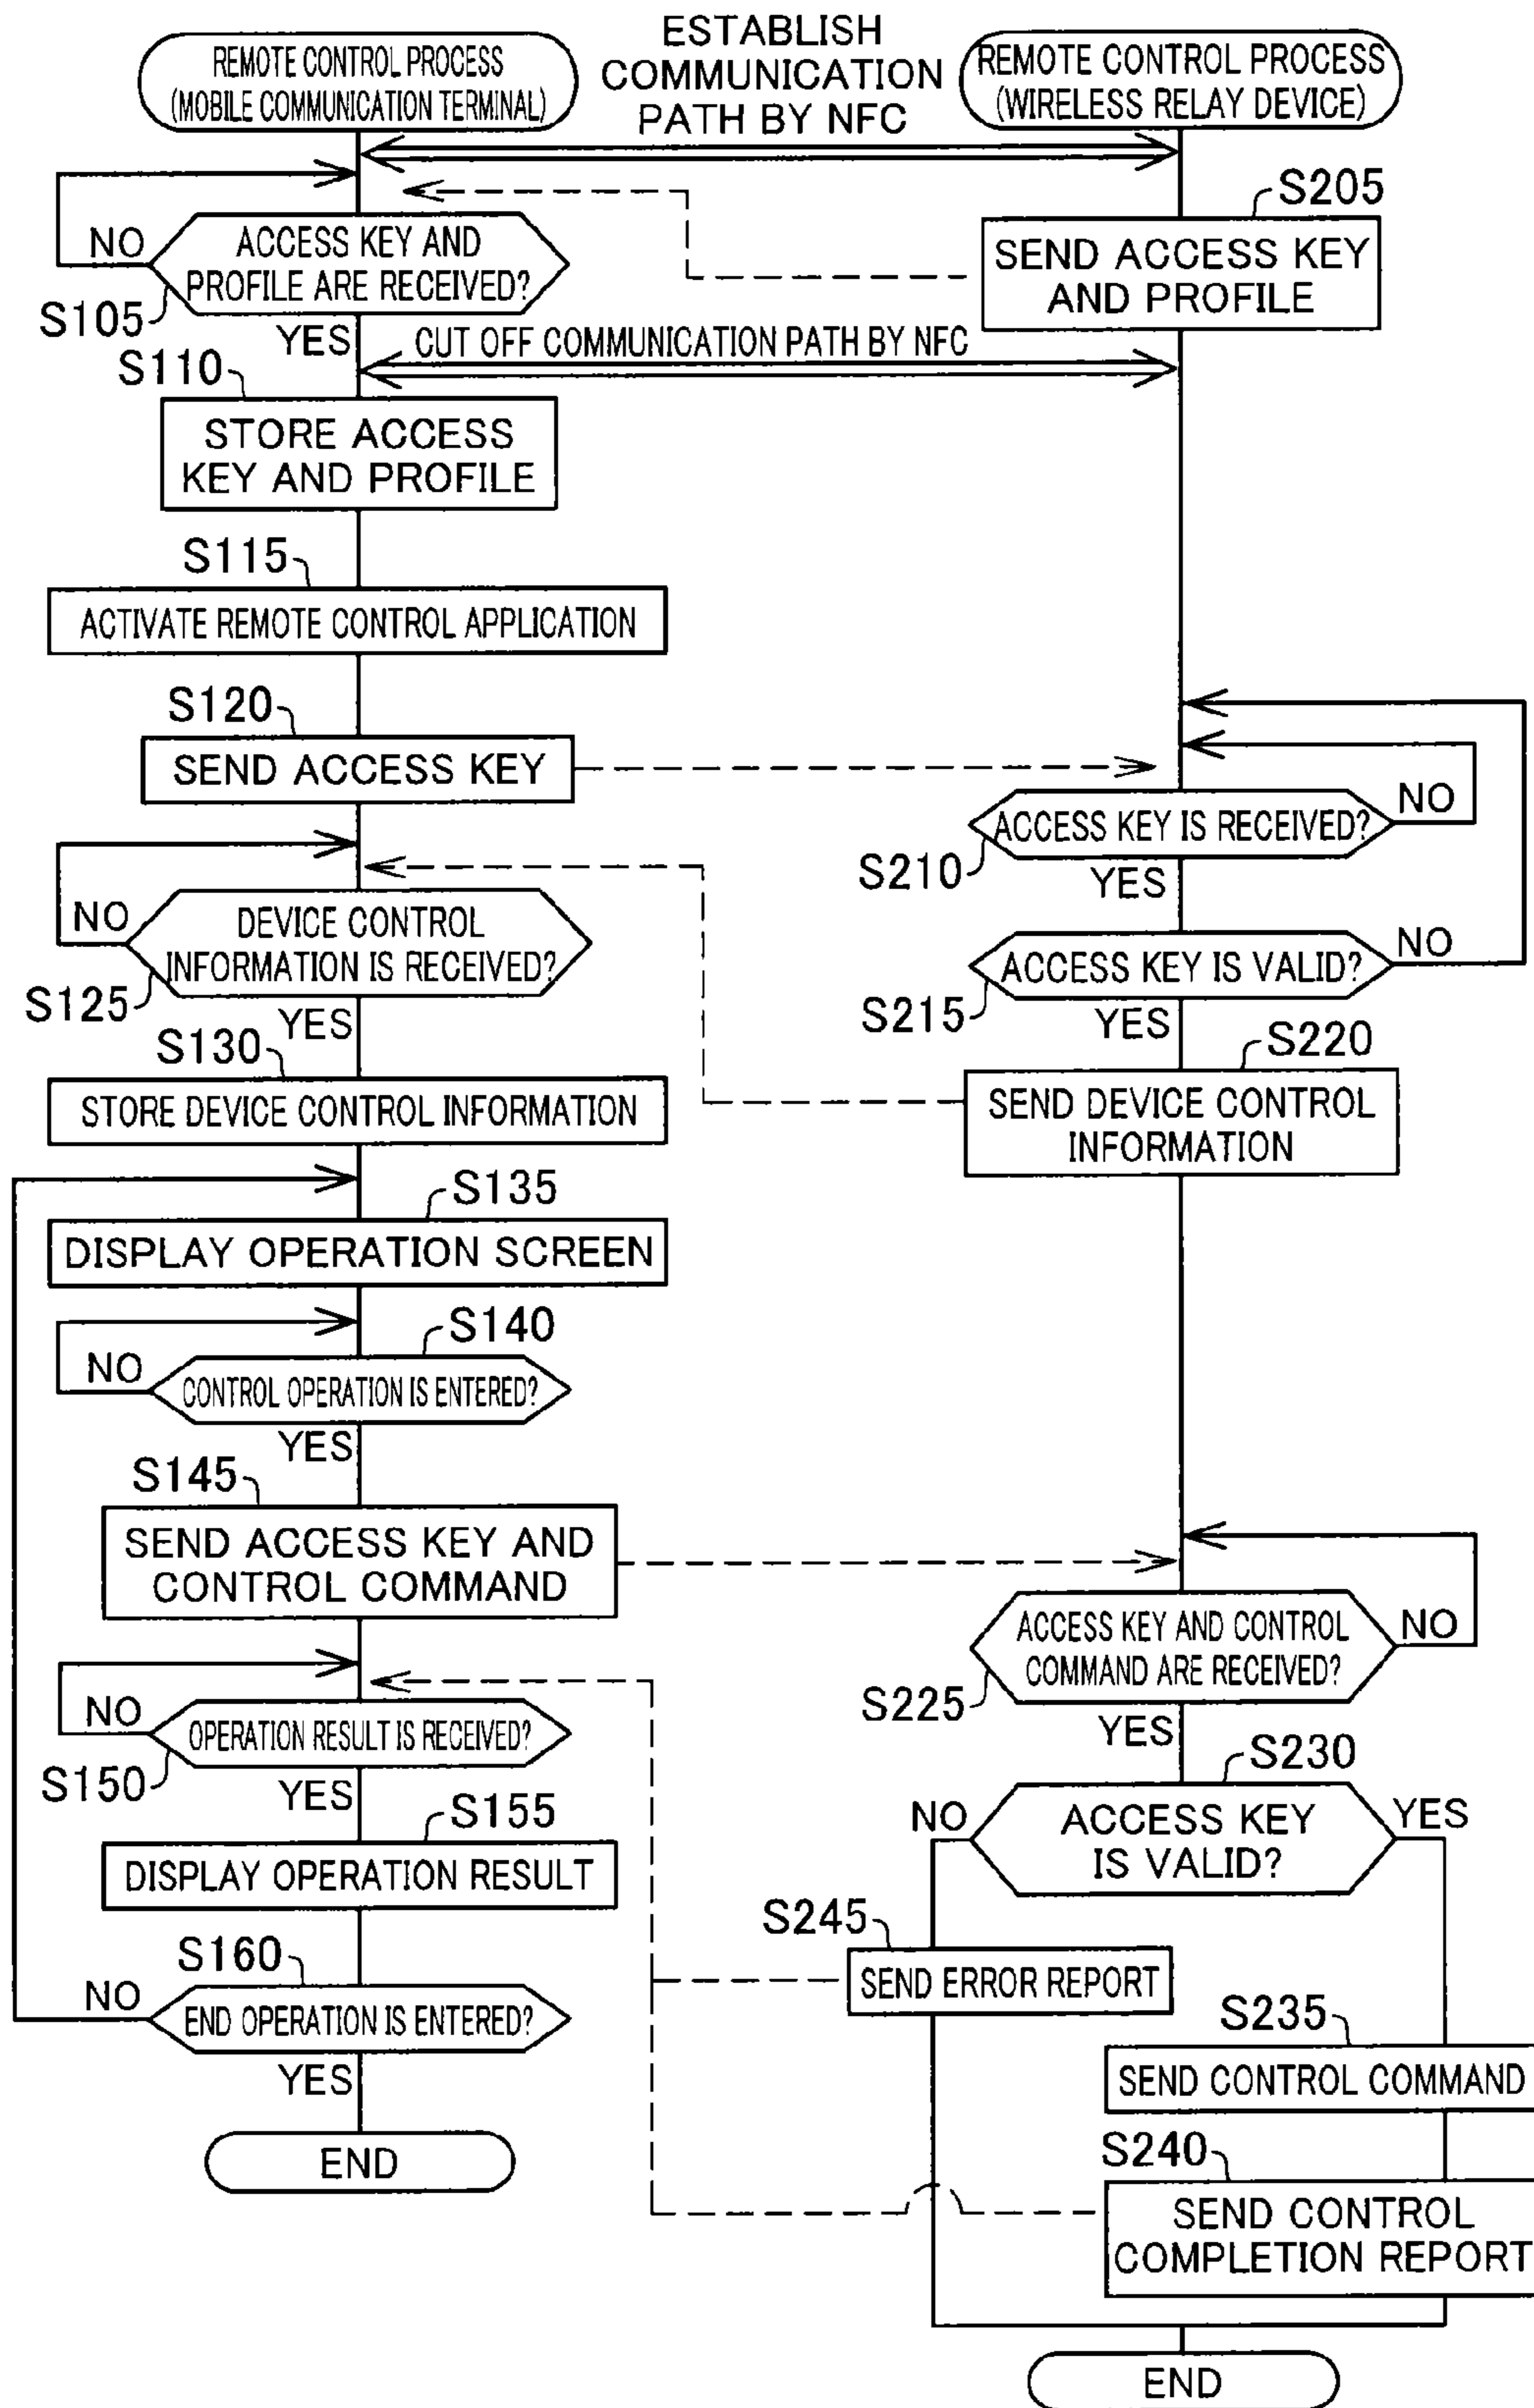 REMOTE CONTROL PROCESS
(MOBILE COMMUNICATION TERMINAL)
ESTABLISH
COMMUNICATION
PATH BY NFC
REMOTE CONTROL PROCESS
(WIRELESS RELAY DEVICE)
S205
SEND ACCESS KEY
AND PROFILE
NO
ACCESS KEY AND
PROFILE ARE RECEIVED?
S105
YES
CUT OFF COMMUNICATION PATH BY NFC
S110
STORE ACCESS
KEY AND PROFILE
S115
ACTIVATE REMOTE CONTROL APPLICATION
S120
SEND ACCESS KEY
ACCESS KEY IS RECEIVED?
NO
S210
YES
NO
DEVICE CONTROL
INFORMATION IS RECEIVED?
S125
YES
ACCESS KEY IS VALID?
NO
S215
YES
S130
STORE DEVICE CONTROL INFORMATION
S220
SEND DEVICE CONTROL
INFORMATION
S135
DISPLAY OPERATION SCREEN
S140
NO
CONTROL OPERATION IS ENTERED?
YES
S145
SEND ACCESS KEY AND
CONTROL COMMAND
ACCESS KEY AND CONTROL
COMMAND ARE RECEIVED?
NO
S225
YES
NO
OPERATION RESULT IS RECEIVED?
S150
YES
S230
NO
ACCESS KEY
IS VALID?
YES
S155
DISPLAY OPERATION RESULT
S245
SEND ERROR REPORT
S160
NO
END OPERATION IS ENTERED?
YES
END
S235
SEND CONTROL COMMAND
S240
SEND CONTROL
COMPLETION REPORT
END